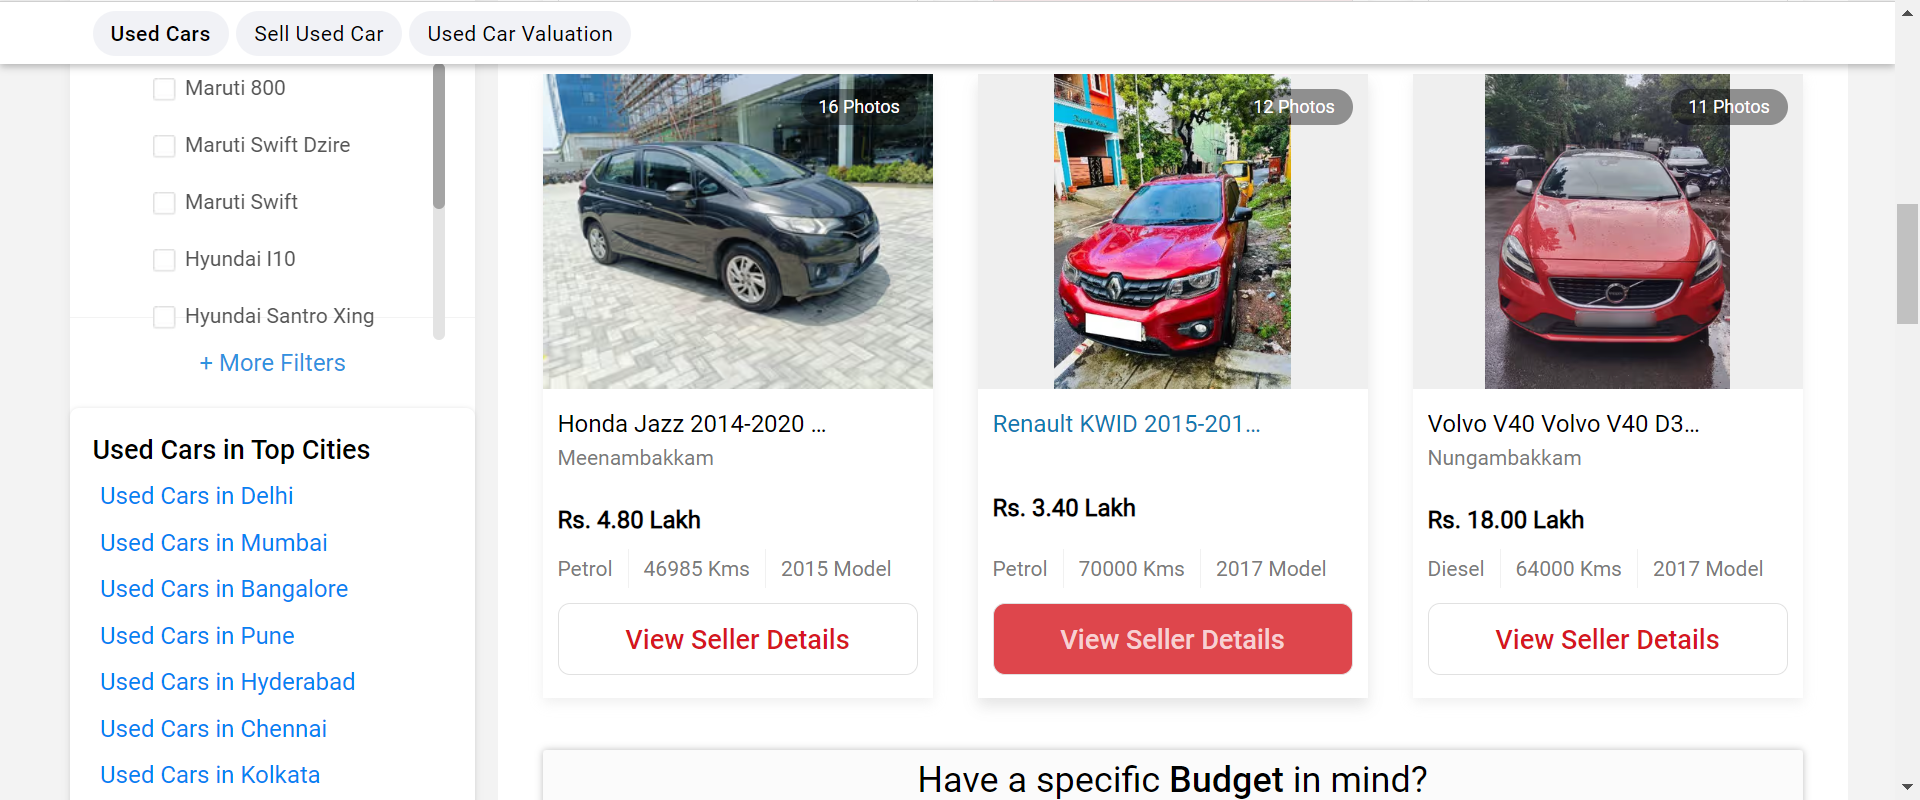 Used Cars
Sell Used Car
Used Car Valuation
Maruti 800
Maruti Swift Dzire
Maruti Swift
Hyundai I10
Hyundai Santro Xing
+ More Filters
Used Cars in Top Cities
Used Cars in Delhi
Used Cars in Mumbai
Used Cars in Bangalore
Used Cars in Pune
Used Cars in Hyderabad
Used Cars in Chennai
Used Cars in Kolkata
16 Photos
Honda Jazz 2014-2020 ...
Meenambakkam
Rs. 4.80 Lakh
Petrol
46985 Kms
2015 Model
View Seller Details
12 Photos
Renault KWID 2015-201...
Rs. 3.40 Lakh
Petrol
70000 Kms
2017 Model
View Seller Details
11 Photos
Volvo V40 Volvo V40 D3...
Nungambakkam
Rs. 18.00 Lakh
Diesel
64000 Kms
2017 Model
View Seller Details
Have a specific Budget in mind?